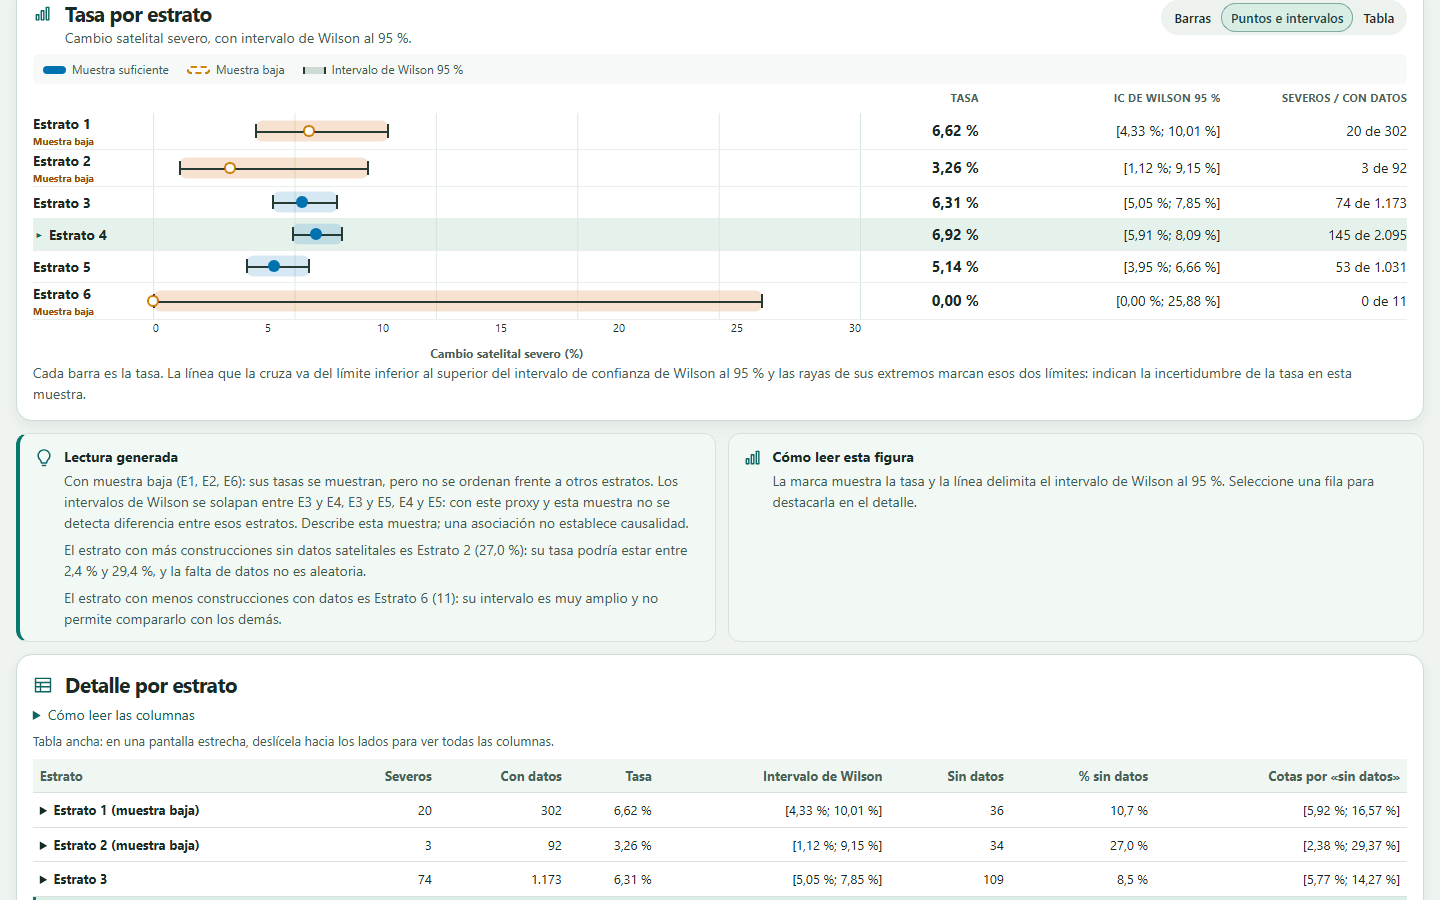 Tasa por estrato
Cambio satelital severo, con intervalo de Wilson al 95 %.
Barras Puntos e intervalos Tabla
Muestra suficiente Muestra baja Intervalo de Wilson 95 %
TASA IC DE WILSON 95 % SEVEROS / CON DATOS
Estrato 1 6,62 % [4,33 %; 10,01 %] 20 de 302
Muestra baja
Estrato 2 3,26 % [1,12 %; 9,15 %] 3 de 92
Muestra baja
Estrato 3 6,31 % [5,05 %; 7,85 %] 74 de 1.173
▸ Estrato 4 6,92 % [5,91 %; 8,09 %] 145 de 2.095
Estrato 5 5,14 % [3,95 %; 6,66 %] 53 de 1.031
Estrato 6 0,00 % [0,00 %; 25,88 %] 0 de 11
Muestra baja
0 5 10 15 20 25 30
Cambio satelital severo (%)
Cada barra es la tasa. La línea que la cruza va del límite inferior al superior del intervalo de confianza de Wilson al 95 % y las rayas de sus extremos marcan esos dos límites: indican la incertidumbre de la tasa en esta
muestra.
Lectura generada
Con muestra baja (E1, E2, E6): sus tasas se muestran, pero no se ordenan frente a otros estratos. Los
intervalos de Wilson se solapan entre E3 y E4, E3 y E5, E4 y E5: con este proxy y esta muestra no se
detecta diferencia entre esos estratos. Describe esta muestra; una asociación no establece causalidad.
El estrato con más construcciones sin datos satelitales es Estrato 2 (27,0 %): su tasa podría estar entre
2,4 % y 29,4 %, y la falta de datos no es aleatoria.
El estrato con menos construcciones con datos es Estrato 6 (11): su intervalo es muy amplio y no
permite compararlo con los demás.
Cómo leer esta figura
La marca muestra la tasa y la línea delimita el intervalo de Wilson al 95 %. Seleccione una fila para
destacarla en el detalle.
Detalle por estrato
▶ Cómo leer las columnas
Tabla ancha: en una pantalla estrecha, deslícela hacia los lados para ver todas las columnas.
Estrato Severos Con datos Tasa Intervalo de Wilson Sin datos % sin datos Cotas por «sin datos»
▶ Estrato 1 (muestra baja) 20 302 6,62 % [4,33 %; 10,01 %] 36 10,7 % [5,92 %; 16,57 %]
▶ Estrato 2 (muestra baja) 3 92 3,26 % [1,12 %; 9,15 %] 34 27,0 % [2,38 %; 29,37 %]
▶ Estrato 3 74 1.173 6,31 % [5,05 %; 7,85 %] 109 8,5 % [5,77 %; 14,27 %]